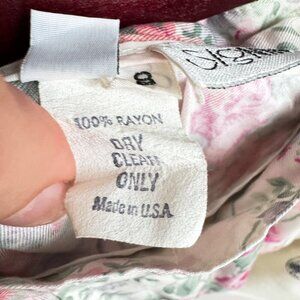 8
100% RAYON
DRY
CLEAN
ONLY
Made in U.S.A.